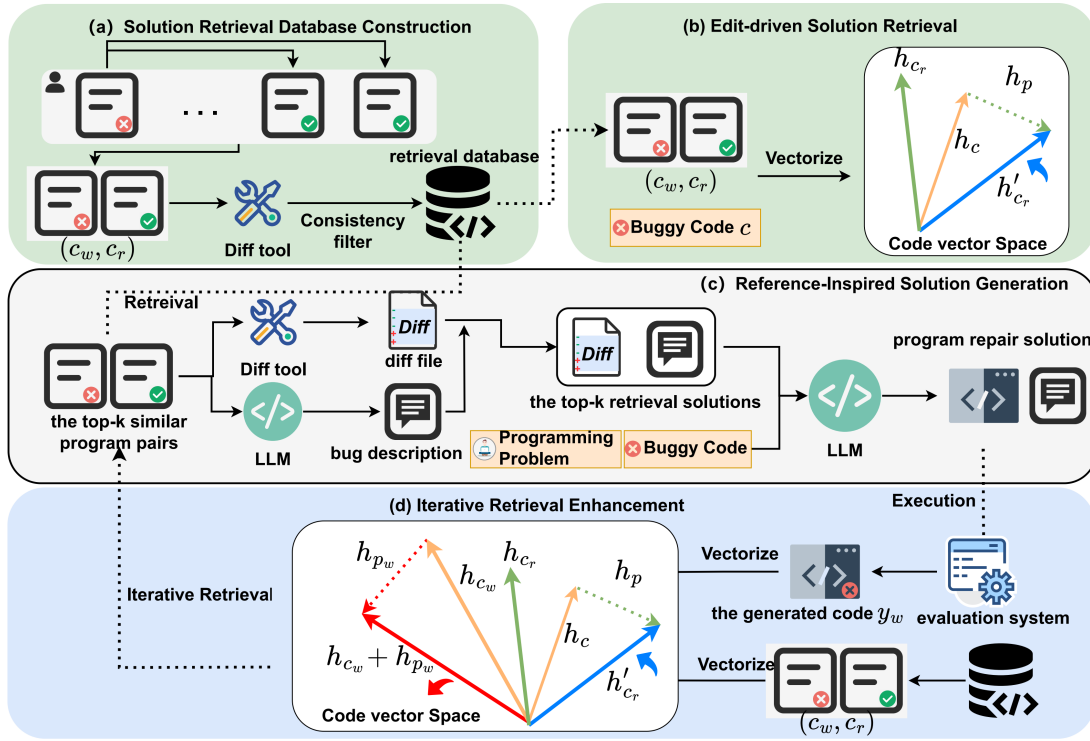 (a) Solution Retrieval Database Construction
...
(c_w, c_r)
Diff tool
Consistency
filter
retrieval database
</>
(b) Edit-driven Solution Retrieval
(c_w, c_r)
Vectorize
Buggy Code c
h_{c_r}
h_p
h_c
h'_{c_r}
Code vector Space
(c) Reference-Inspired Solution Generation
Retreival
the top-k similar
program pairs
Diff tool
</>
LLM
Diff
diff file
bug description
Diff
the top-k retrieval solutions
Programming
Problem
Buggy Code
</>
LLM
program repair solution
</>
Execution
(d) Iterative Retrieval Enhancement
Iterative Retrieval
h_{p_w}
h_{c_w}
h_{c_r}
h_p
h_c
h_{c_w} + h_{p_w}
h'_{c_r}
Code vector Space
Vectorize
</>
the generated code y_w
evaluation system
Vectorize
(c_w, c_r)
</>